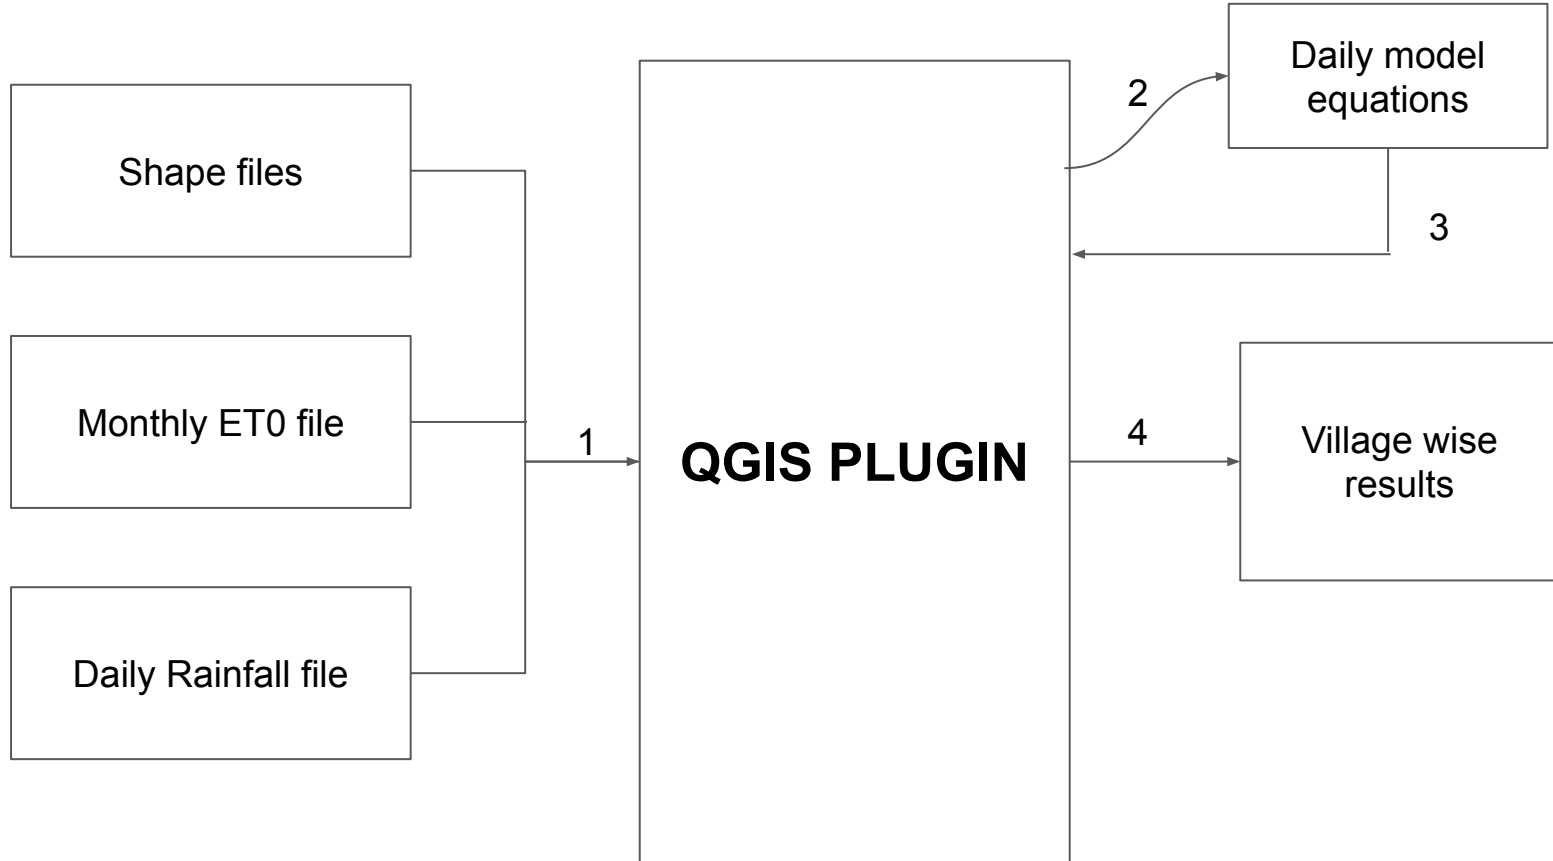 Shape files
Monthly ET0 file
Daily Rainfall file
1
QGIS PLUGIN
2
Daily model
equations
3
4
Village wise
results